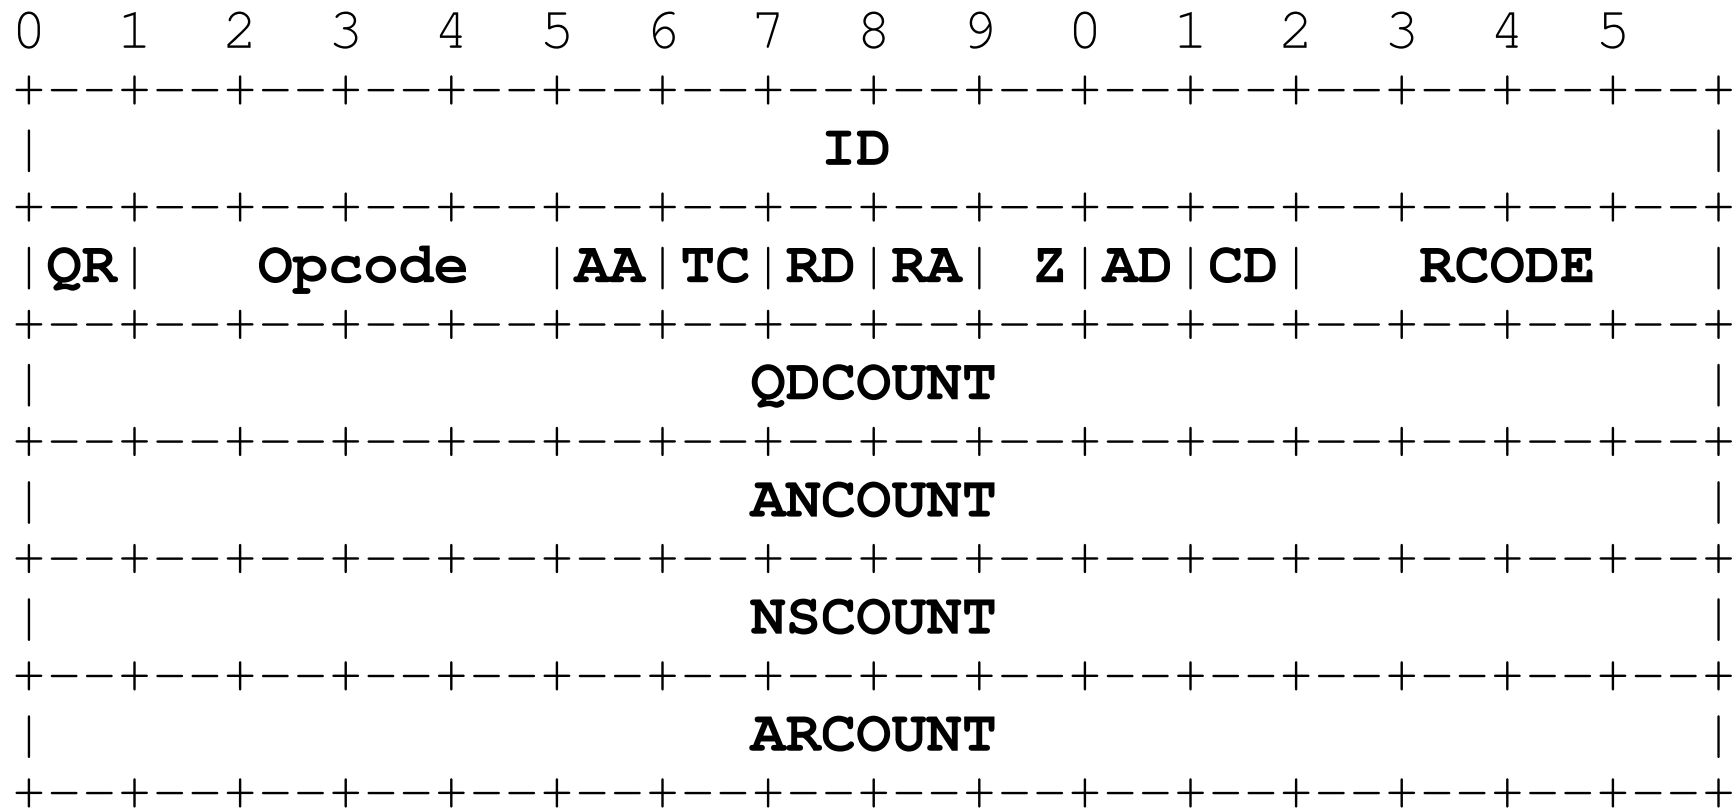 0  1  2  3  4  5  6  7  8  9  0  1  2  3  4  5
+--+--+--+--+--+--+--+--+--+--+--+--+--+--+--+--+
|                      ID                       |
+--+--+--+--+--+--+--+--+--+--+--+--+--+--+--+--+
|QR|   Opcode  |AA|TC|RD|RA| Z|AD|CD|   RCODE   |
+--+--+--+--+--+--+--+--+--+--+--+--+--+--+--+--+
|                    QDCOUNT                    |
+--+--+--+--+--+--+--+--+--+--+--+--+--+--+--+--+
|                    ANCOUNT                    |
+--+--+--+--+--+--+--+--+--+--+--+--+--+--+--+--+
|                    NSCOUNT                    |
+--+--+--+--+--+--+--+--+--+--+--+--+--+--+--+--+
|                    ARCOUNT                    |
+--+--+--+--+--+--+--+--+--+--+--+--+--+--+--+--+